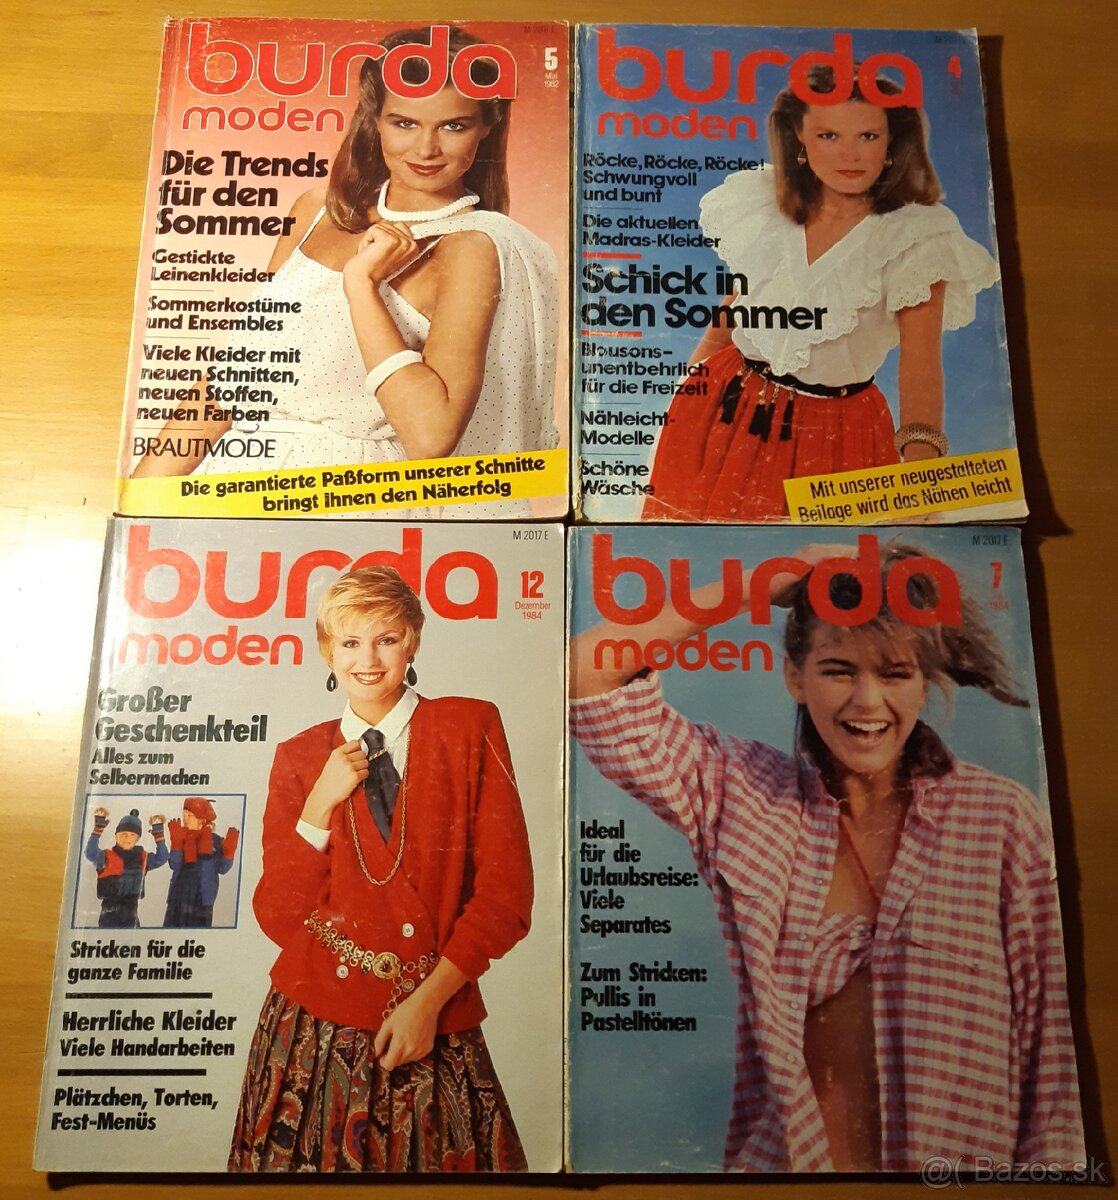 burda
moden
M 2017 E
5
Mai
1982
Die Trends
für den
Sommer
Gestickte
Leinenkleider
Sommerkostüme
und Ensembles
Viele Kleider mit
neuen Schnitten,
neuen Stoffen,
neuen Farben
BRAUTMODE
Die garantierte Paßform unserer Schnitte
bringt ihnen den Näherfolg
burda
moden
4
Röcke, Röcke, Röcke!
Schwungvoll
und bunt
Die aktuellen
Madras-Kleider
Schick in
den Sommer
Blousons-
unentbehrlich
für die Freizeit
Nähleicht-
Modelle
Schöne
Wäsche
Mit unserer neugestalteten
Beilage wird das Nähen leicht
burda
moden
M 2017 E
12
Dezember
1984
Großer
Geschenkteil
Alles zum
Selbermachen
Stricken für die
ganze Familie
Herrliche Kleider
Viele Handarbeiten
Plätzchen, Torten,
Fest-Menüs
burda
moden
M 2017 E
7
1984
Ideal
für die
Urlaubsreise:
Viele
Separates
Zum Stricken:
Pullis in
Pastelltönen
@( Bazos.sk